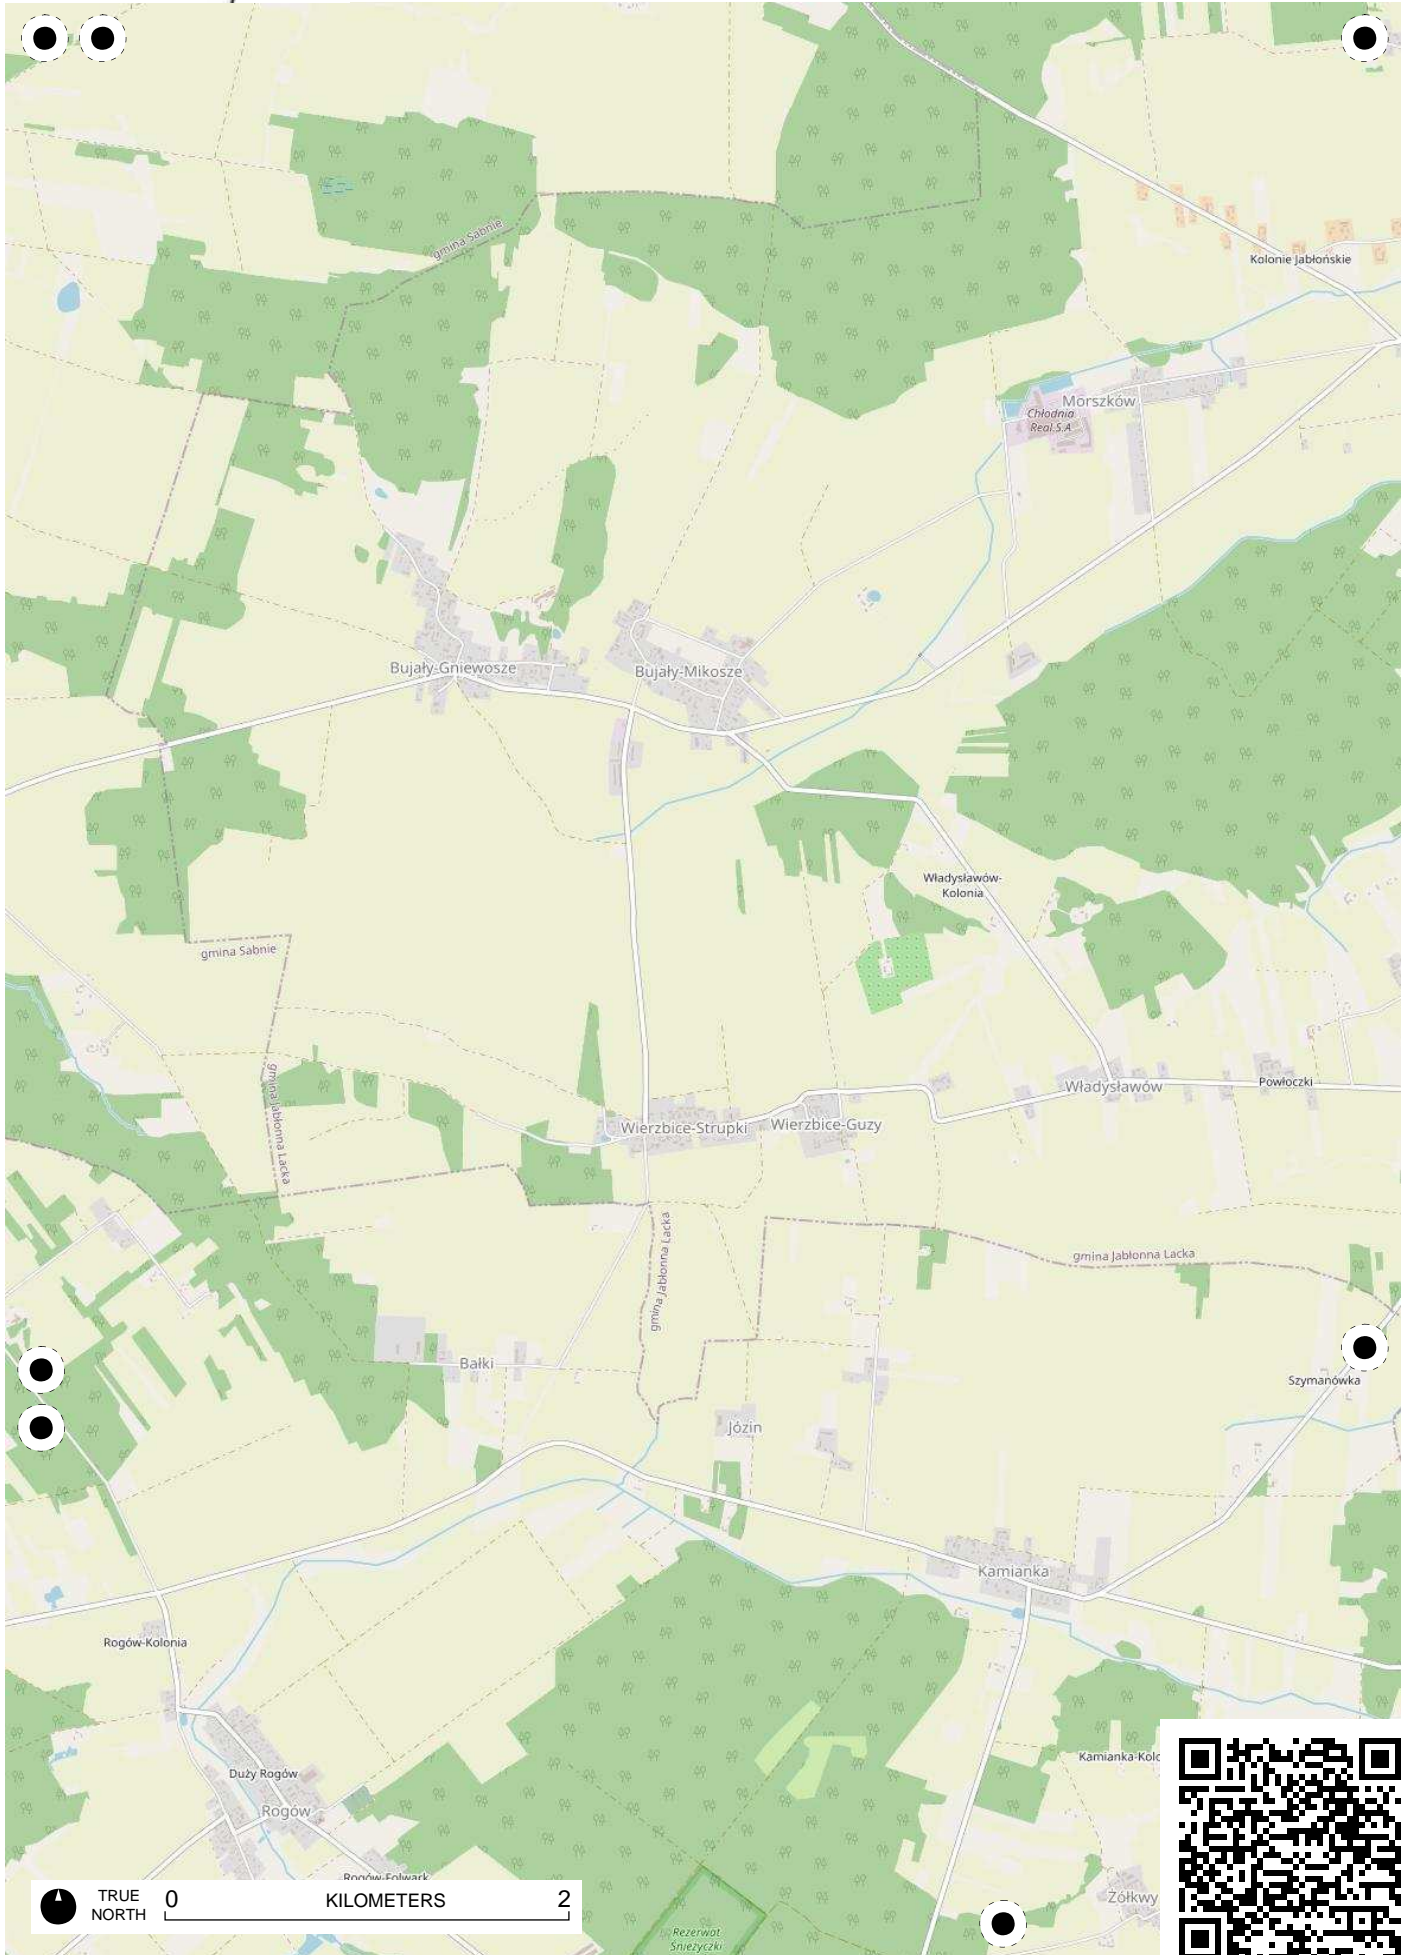 gmina Sabnie
Kolonie Jabłońskie
Morszków
Chłodnia
Real S.A.
Bujały-Gniewosze
Bujały-Mikosze
Władysławów-
Kolonia
gmina Sabnie
gmina Jabłonna Lacka
Władysławów
Powłoczki
Wierzbice-Strupki
Wierzbice-Guzy
gmina Jabłonna Lacka
gmina Jabłonna Lacka
Bałki
Szymanówka
Józin
Kamianka
Rogów-Kolonia
Kamianka-Kolo
Duży Rogów
Rogów
Rogów-Folwark
Żółkwy
Rezerwat
Śnieżyczki
TRUE
NORTH
0 KILOMETERS 2